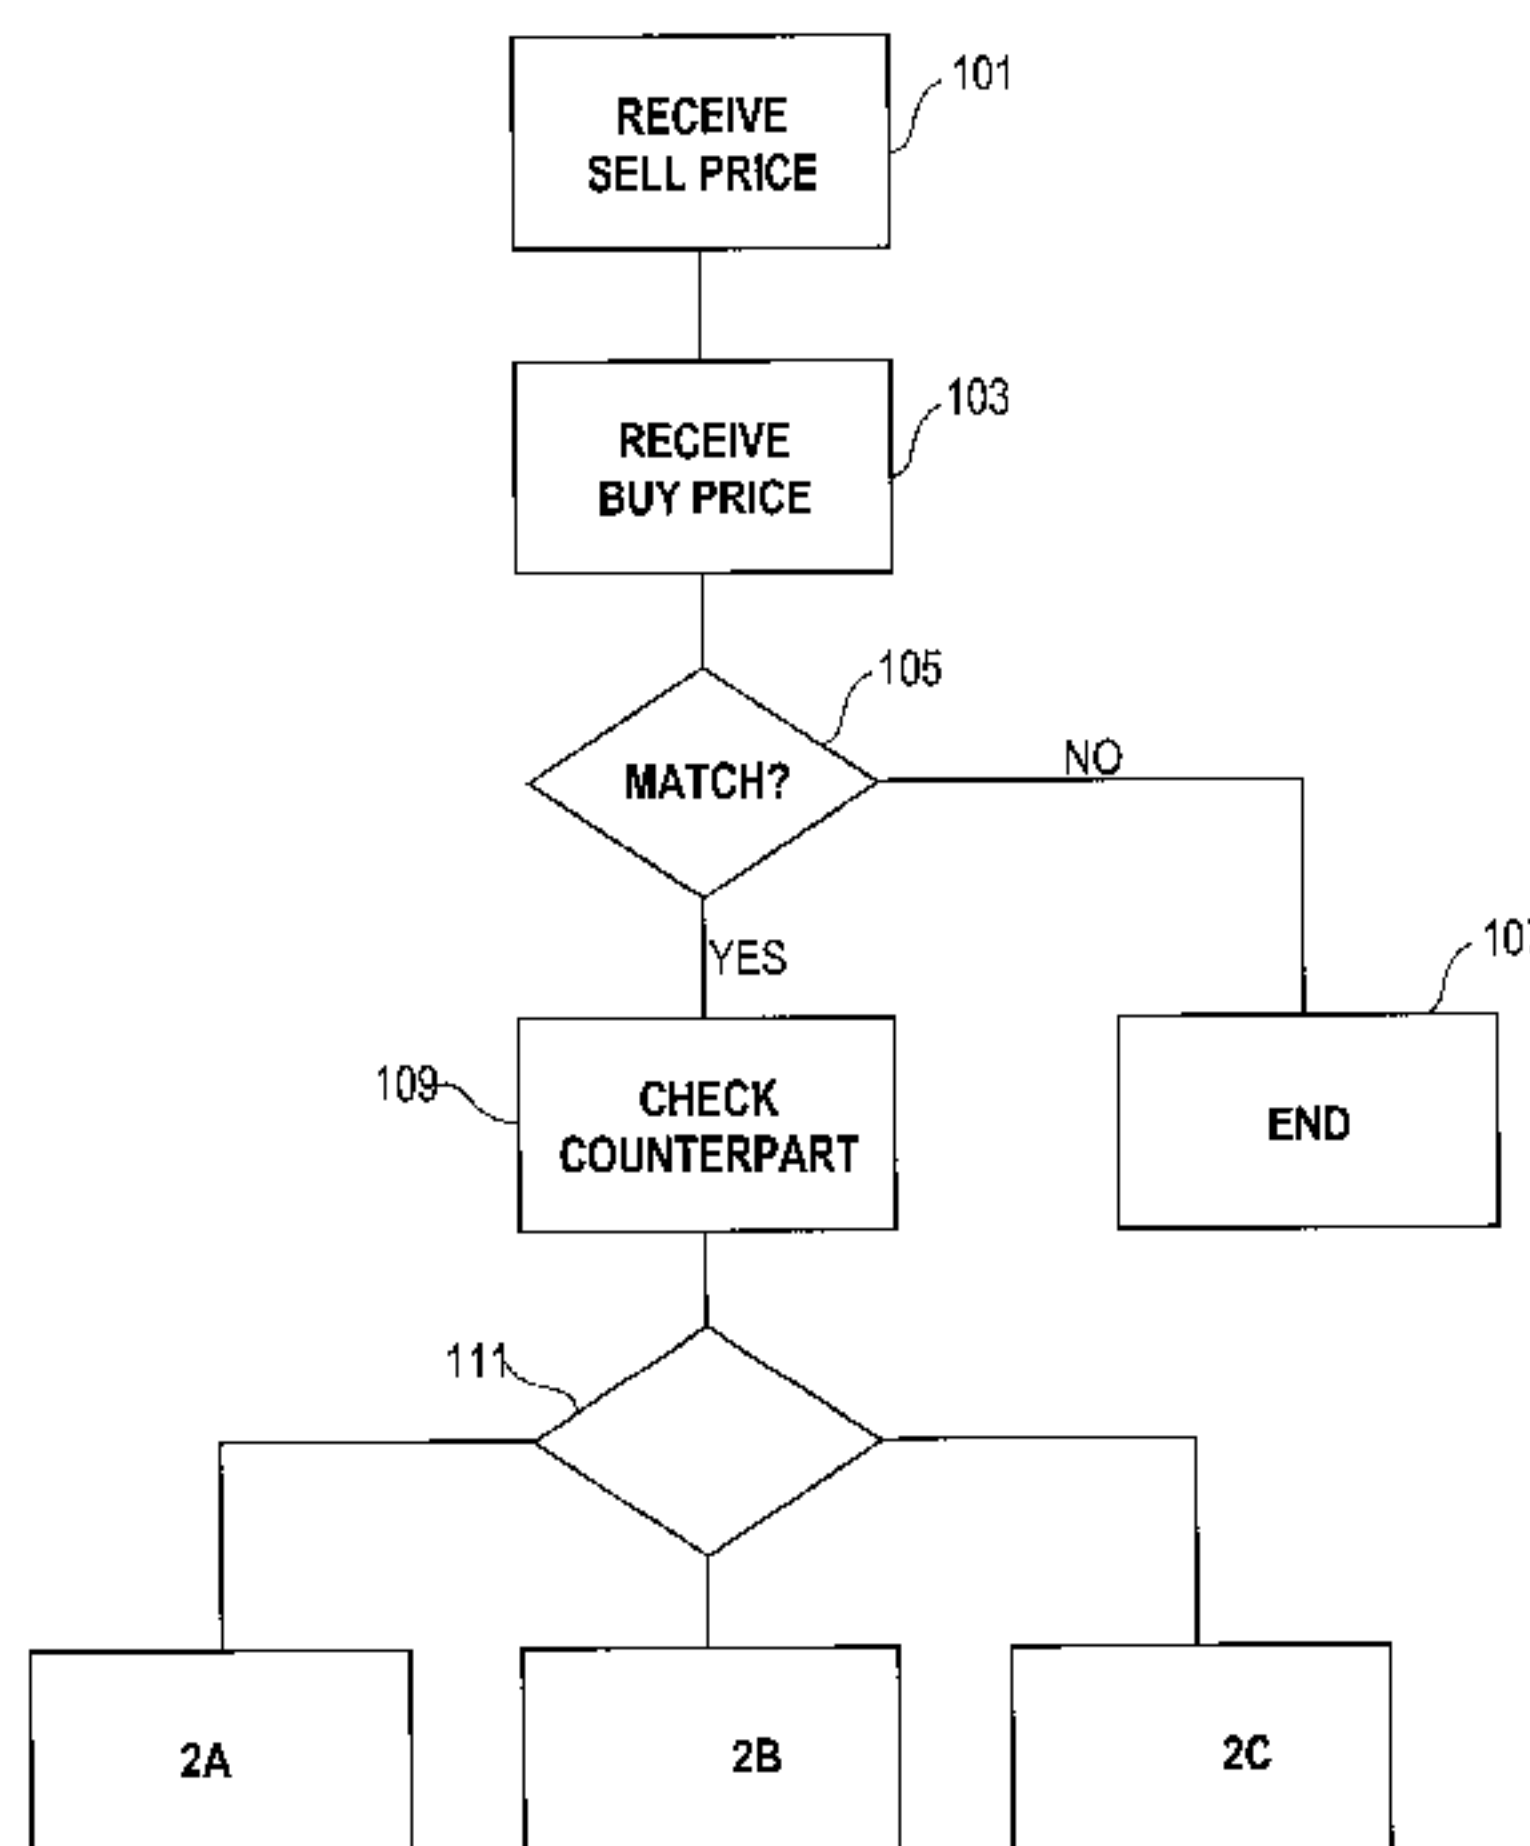 101
RECEIVE
SELL PRICE
103
RECEIVE
BUY PRICE
105
MATCH?
NO
YES
109
CHECK
COUNTERPART
END
111
2A
2B
2C